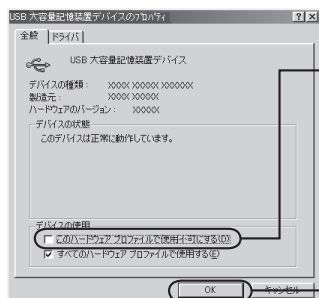 USB 大容量記憶装置デバイスのプロパティ
全般
ドライバ
USB 大容量記憶装置デバイス
デバイスの種類： XXXX XXXXX XXXXXX
製造元： XXXX XXXXX
ハードウェアのバージョン： XXXXX
デバイスの状態
このデバイスは正常に動作しています。
デバイスの使用
このハードウェア プロファイルで使用不可にする(D)
すべてのハードウェア プロファイルで使用する(E)
OK
キャンセル